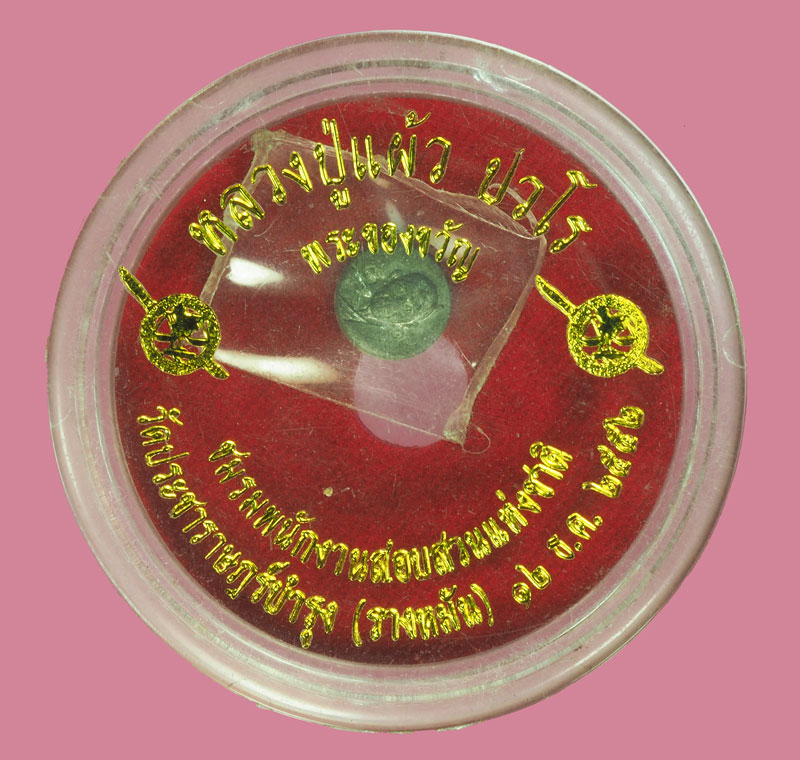 หลวงปู่แผ้ว ปวโร
พระของขวัญ
ชมรมพนักงานสอบสวนแห่งชาติ
วัดประชาราษฎร์บำรุง (รางหมัน) ๑๒ ธ.ค. ๒๕๕๒